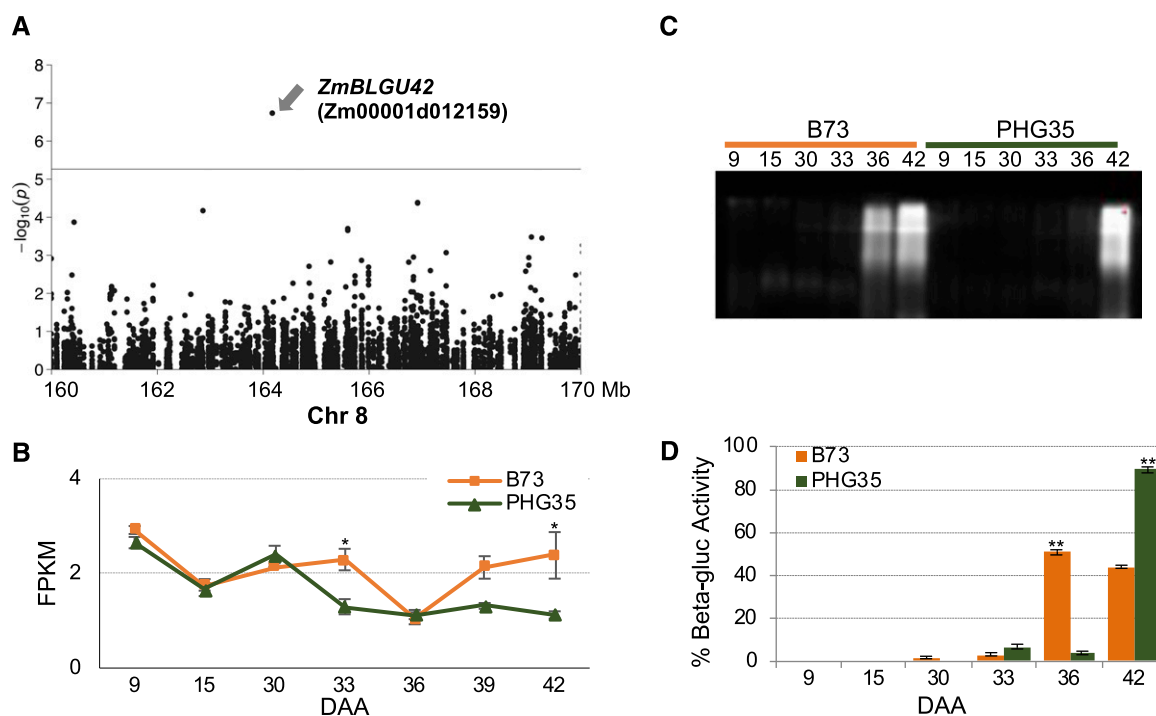 A
8
7
6
5
4
3
2
1
0
−log10(p)
ZmBLGU42
(Zm00001d012159)
160 162 164 166 168 170 Mb
Chr 8
B
4
2
0
FPKM
B73
PHG35
* *
9 15 30 33 36 39 42
DAA
C
B73 PHG35
9 15 30 33 36 42 9 15 30 33 36 42
D
100
80
60
40
20
0
% Beta-gluc Activity
B73
PHG35
** **
9 15 30 33 36 42
DAA